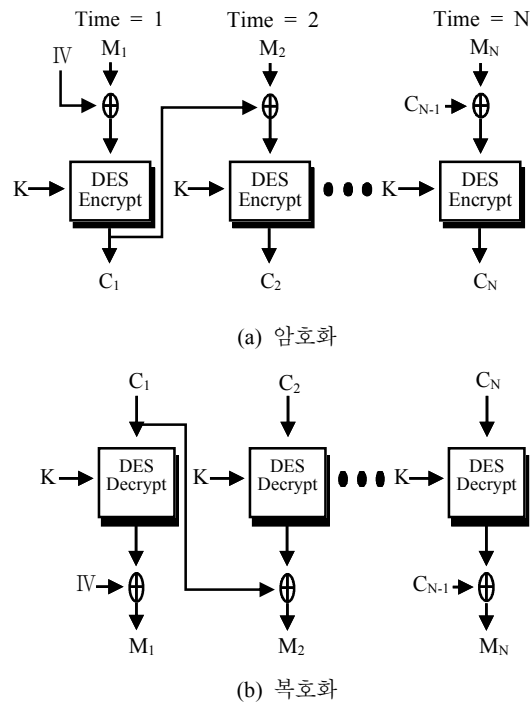 Time = 1 Time = 2 Time = N
IV M1 M2 MN
CN-1
K DES Encrypt K DES Encrypt K DES Encrypt
C1 C2 CN
(a) 암호화
C1 C2 CN
K DES Decrypt K DES Decrypt K DES Decrypt
IV CN-1
M1 M2 MN
(b) 복호화